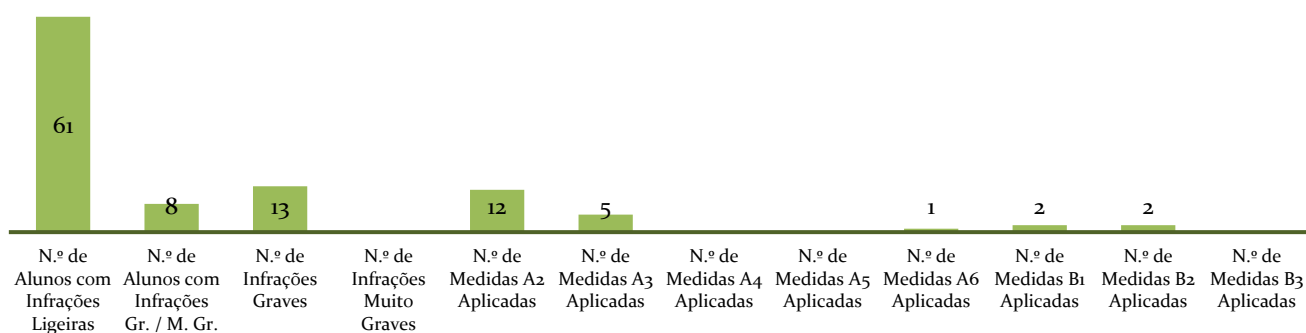 61
8
13
12
5
1
2
2
N.º de
Alunos com
Infrações
Ligeiras
N.º de
Alunos com
Infrações
Gr. / M. Gr.
N.º de
Infrações
Graves
N.º de
Infrações
Muito
Graves
N.º de
Medidas A2
Aplicadas
N.º de
Medidas A3
Aplicadas
N.º de
Medidas A4
Aplicadas
N.º de
Medidas A5
Aplicadas
N.º de
Medidas A6
Aplicadas
N.º de
Medidas B1
Aplicadas
N.º de
Medidas B2
Aplicadas
N.º de
Medidas B3
Aplicadas